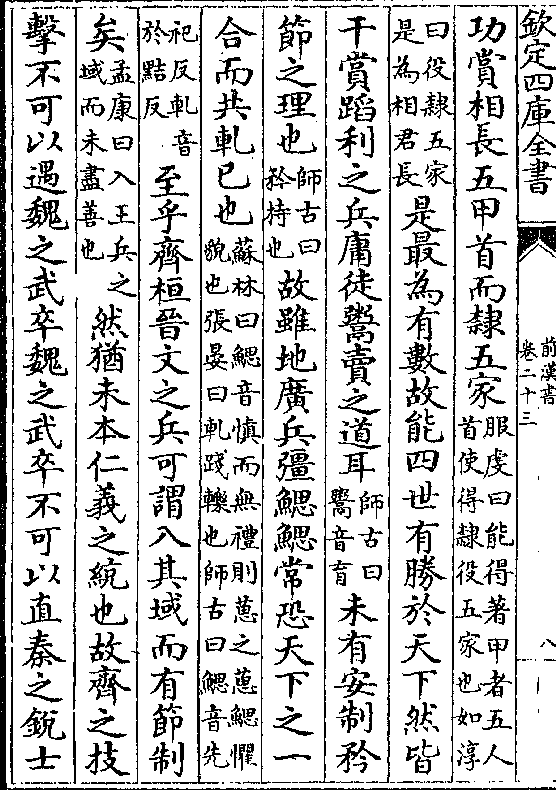 欽定四庫全書
前漢書
卷二十三
八
功賞相長五甲首而隸五家服虔曰能得著甲者五人首使得隸役五家也如淳
曰役隸五家是為相君長是最為有數故能四世有勝於天下然皆
干賞蹈利之兵庸徒鬻賣之道耳師古曰鬻音育未有安制矜
節之理也師古曰矜持也故雖地廣兵彊鰓鰓常恐天下之一
合而共軋已也蘇林曰鰓音慎而無禮則葸之葸鰓懼貌也張晏曰軋踐轢也師古曰鰓音先
祀反軋音於黠反至乎齊桓晉文之兵可謂入其域而有節制
矣孟康曰入王兵之域而未盡善也然猶未本仁義之統也故齊之技
擊不可以遇魏之武卒魏之武卒不可以直秦之銳士